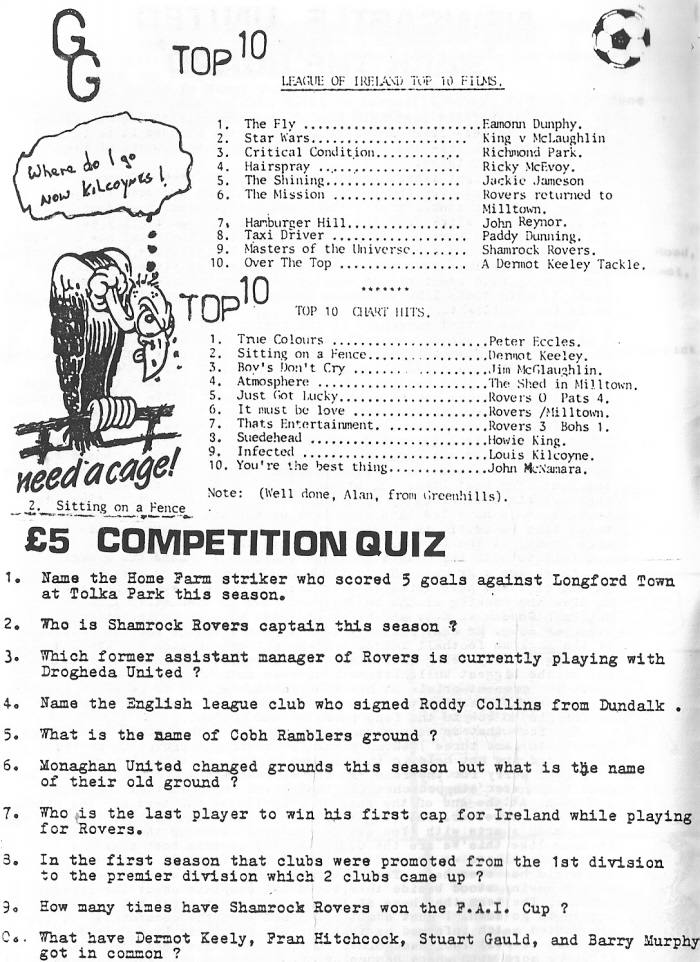 GG
TOP 10
LEAGUE OF IRELAND TOP 10 FILMS.
1. The Fly ........................Eamonn Dunphy.
2. Star Wars.................... King v McLaughlin
3. Critical Condition............ Richmond Park.
4. Hairspray .................... Ricky McEvoy.
5. The Shining................... Jackie Jameson
6. The Mission .................. Rovers returned to
Milltown.
7. Hamburger Hill................ John Reynor.
8. Taxi Driver .................. Paddy Dunning.
9. Masters of the Universe....... Shamrock Rovers.
10. Over The Top ................. A Dermot Keeley Tackle.
*******
Where do I go
NOW KILCOYNES!
TOP 10
TOP 10 CHART HITS.
1. True Colours .....................Peter Eccles.
2. Sitting on a Fence................Dermot Keeley.
3. Boy's Don't Cry ..................Jim McGlaughlin.
4. Atmosphere .......................The Shed in Milltown.
5. Just Got Lucky....................Rovers 0 Pats 4.
6. It must be love ..................Rovers /Milltown.
7. Thats Entertainment. .............Rovers 3 Bohs 1.
8. Suedehead ........................Howie King.
9. Infected .........................Louis Kilcoyne.
10. You're the best thing.............John McNamara.
need a cage!
2. Sitting on a Fence
Note: (Well done, Alan, from Greenhills).
£5 COMPETITION QUIZ
1. Name the Home Farm striker who scored 5 goals against Longford Town
at Tolka Park this season.
2. Who is Shamrock Rovers captain this season ?
3. Which former assistant manager of Rovers is currently playing with
Drogheda United ?
4. Name the English league club who signed Roddy Collins from Dundalk .
5. What is the name of Cobh Ramblers ground ?
6. Monaghan United changed grounds this season but what is the name
of their old ground ?
7. Who is the last player to win his first cap for Ireland while playing
for Rovers.
8. In the first season that clubs were promoted from the 1st division
to the premier division which 2 clubs came up ?
9. How many times have Shamrock Rovers won the F.A.I. Cup ?
0.. What have Dermot Keely, Fran Hitchcock, Stuart Gauld, and Barry Murphy
got in common ?